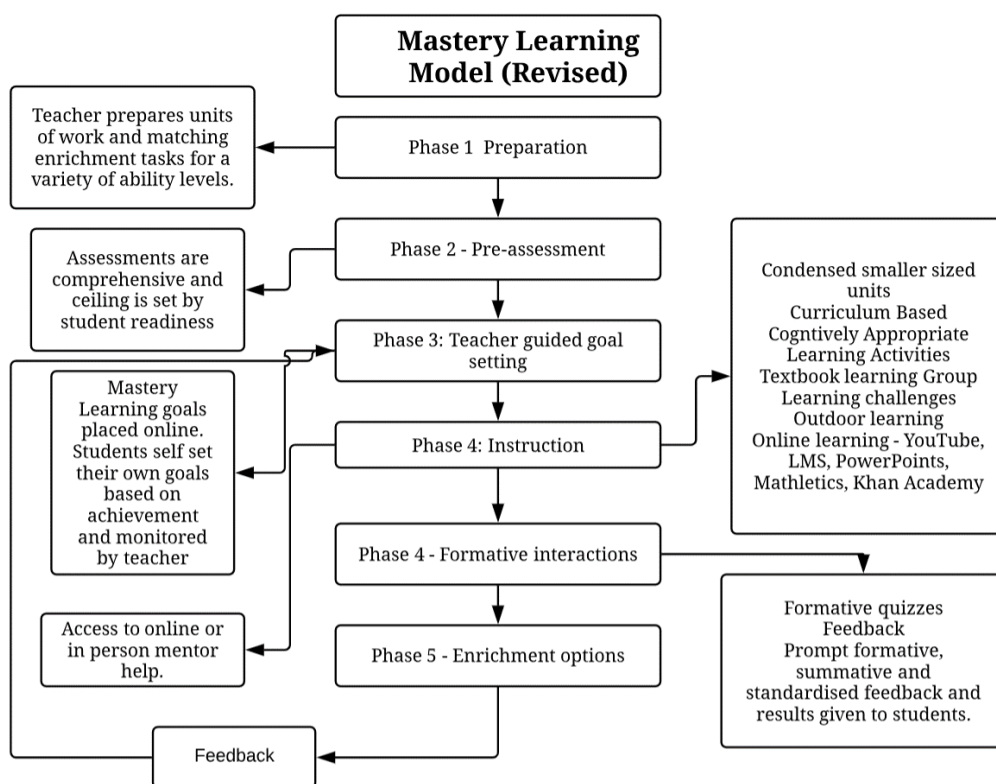 Mastery Learning
Model (Revised)
Teacher prepares units
of work and matching
enrichment tasks for a
variety of ability levels.
Phase 1  Preparation
Phase 2 - Pre-assessment
Assessments are
comprehensive and
ceiling is set by
student readiness
Phase 3: Teacher guided goal
setting
Mastery
Learning goals
placed online.
Students self set
their own goals
based on
achievement
and monitored
by teacher
Phase 4: Instruction
Condensed smaller sized
units
Curriculum Based
Cogntively Appropriate
Learning Activities
Textbook learning Group
Learning challenges
Outdoor learning
Online learning - YouTube,
LMS, PowerPoints,
Mathletics, Khan Academy
Access to online or
in person mentor
help.
Phase 4 - Formative interactions
Formative quizzes
Feedback
Prompt formative,
summative and
standardised feedback and
results given to students.
Phase 5 - Enrichment options
Feedback